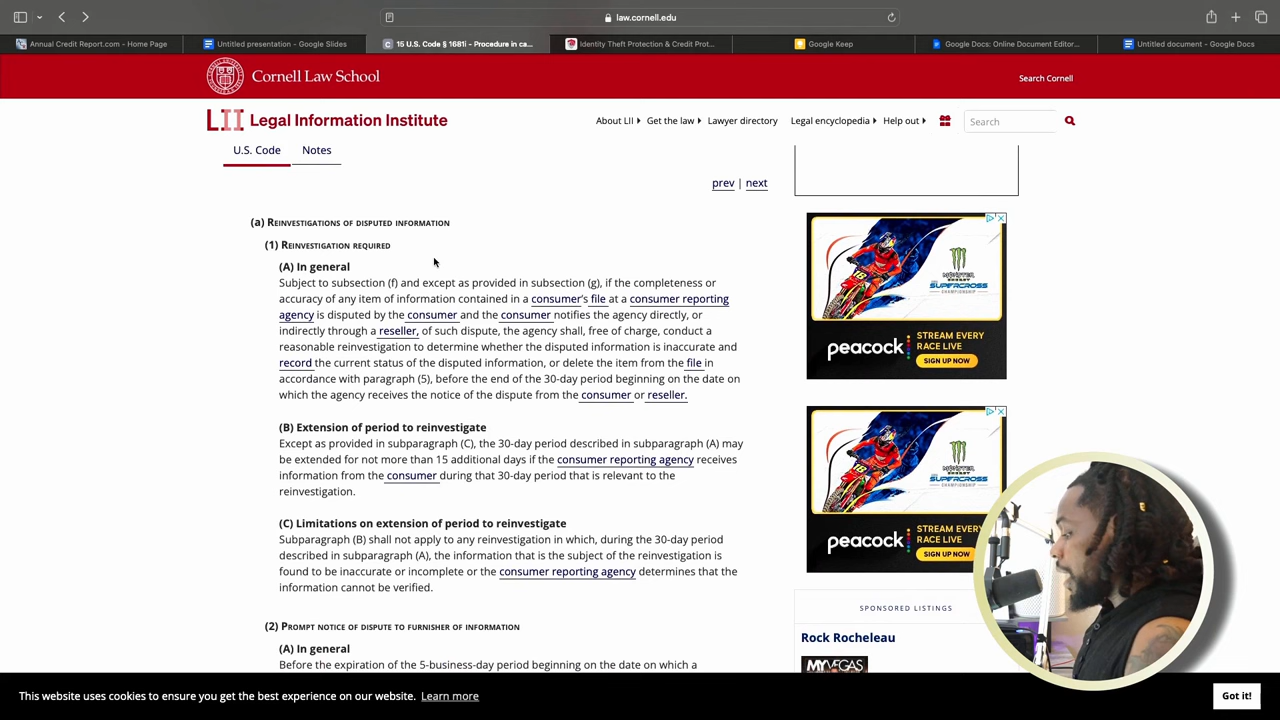 law.cornell.edu
Annual Credit Report.com - Home Page
Untitled presentation - Google Slides
15 U.S. Code § 1681i - Procedure in ca...
Identity Theft Protection & Credit Prot...
Google Keep
Google Docs: Online Document Editor...
Untitled document - Google Docs
Cornell Law School
Search Cornell
LII Legal Information Institute
About LII
Get the law
Lawyer directory
Legal encyclopedia
Help out
Search
U.S. Code
Notes
prev | next
(a) Reinvestigations of disputed information
(1) Reinvestigation required
(A) In general
Subject to subsection (f) and except as provided in subsection (g), if the completeness or
accuracy of any item of information contained in a consumer's file at a consumer reporting
agency is disputed by the consumer and the consumer notifies the agency directly, or
indirectly through a reseller, of such dispute, the agency shall, free of charge, conduct a
reasonable reinvestigation to determine whether the disputed information is inaccurate and
record the current status of the disputed information, or delete the item from the file in
accordance with paragraph (5), before the end of the 30-day period beginning on the date on
which the agency receives the notice of the dispute from the consumer or reseller.
(B) Extension of period to reinvestigate
Except as provided in subparagraph (C), the 30-day period described in subparagraph (A) may
be extended for not more than 15 additional days if the consumer reporting agency receives
information from the consumer during that 30-day period that is relevant to the
reinvestigation.
(C) Limitations on extension of period to reinvestigate
Subparagraph (B) shall not apply to any reinvestigation in which, during the 30-day period
described in subparagraph (A), the information that is the subject of the reinvestigation is
found to be inaccurate or incomplete or the consumer reporting agency determines that the
information cannot be verified.
(2) Prompt notice of dispute to furnisher of information
(A) In general
Before the expiration of the 5-business-day period beginning on the date on which a
MONSTER
ENERGY
SUPERCROSS
CHAMPIONSHIP
peacock
STREAM EVERY
RACE LIVE
SIGN UP NOW
MONSTER
ENERGY
SUPERCROSS
CHAMPIONSHIP
peacock
STREAM EVERY
RACE LIVE
SIGN UP NOW
SPONSORED LISTINGS
Rock Rocheleau
MYVEGAS
This website uses cookies to ensure you get the best experience on our website. Learn more
Got it!